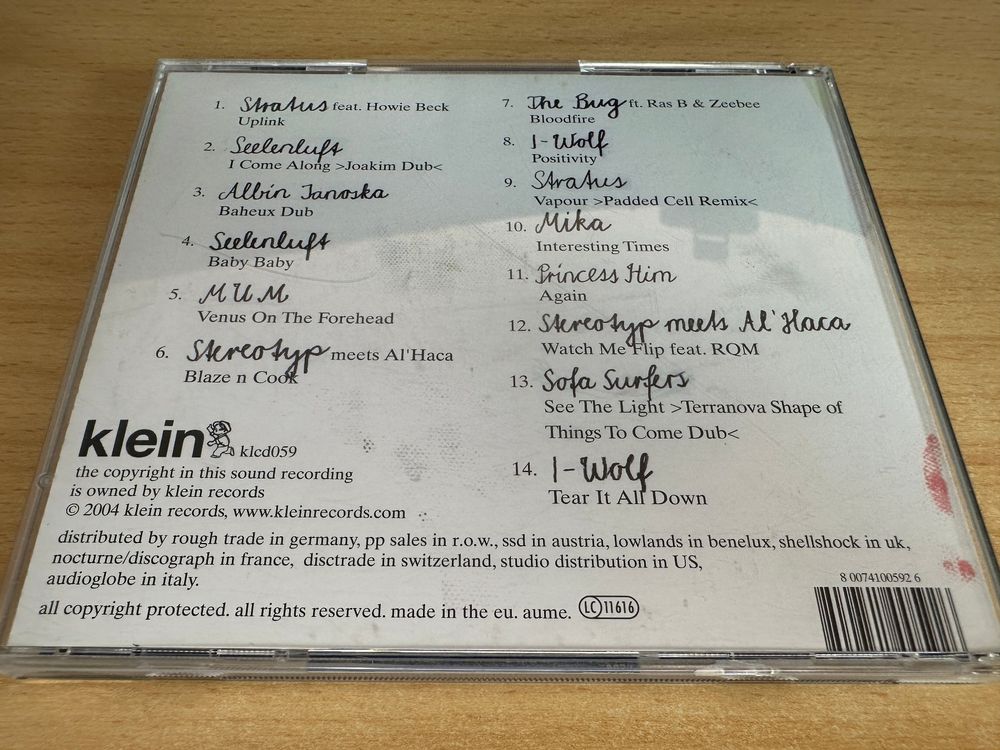 1. Stratus feat. Howie Beck
Uplink
2. Seelenluft
I Come Along >Joakim Dub<
3. Albin Janoska
Baheux Dub
4. Seelenluft
Baby Baby
5. MUM
Venus On The Forehead
6. Stereotyp meets Al'Haca
Blaze n Cook
7. The Bug ft. Ras B & Zeebee
Bloodfire
8. I-Wolf
Positivity
9. Stratus
Vapour >Padded Cell Remix<
10. Mika
Interesting Times
11. Princess Him
Again
12. Stereotyp meets Al'Haca
Watch Me Flip feat. RQM
13. Sofa Surfers
See The Light >Terranova Shape of
Things To Come Dub<
14. I-Wolf
Tear It All Down
klein klcd059
the copyright in this sound recording
is owned by klein records
© 2004 klein records, www.kleinrecords.com
distributed by rough trade in germany, pp sales in r.o.w., ssd in austria, lowlands in benelux, shellshock in uk,
nocturne/discograph in france, disctrade in switzerland, studio distribution in US,
audioglobe in italy.
all copyright protected. all rights reserved. made in the eu. aume. LC 11616
8 0074100592 6